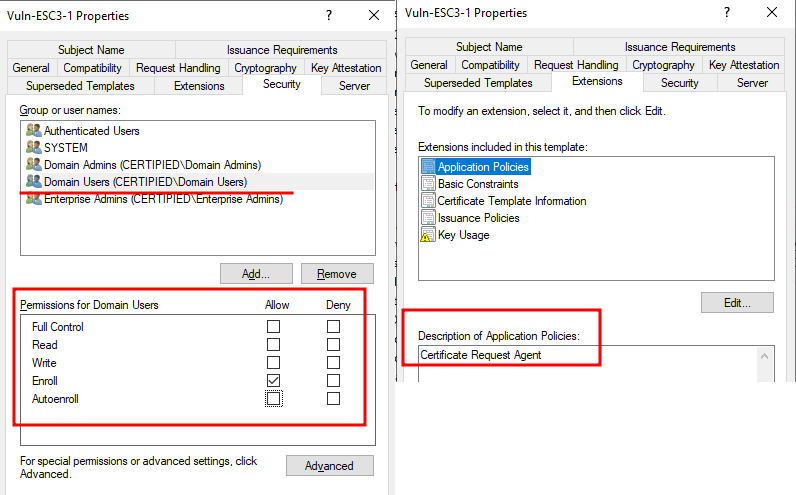 Vuln-ESC3-1 Properties
? ×
Subject Name Issuance Requirements
General Compatibility Request Handling Cryptography Key Attestation
Superseded Templates Extensions Security Server
Group or user names:
Authenticated Users
SYSTEM
Domain Admins (CERTIPIED\Domain Admins)
Domain Users (CERTIPIED\Domain Users)
Enterprise Admins (CERTIPIED\Enterprise Admins)
Add... Remove
Permissions for Domain Users Allow Deny
Full Control
Read
Write
Enroll
Autoenroll
For special permissions or advanced settings, click
Advanced.
Advanced
Vuln-ESC3-1 Properties
? ×
Subject Name Issuance Requirements
General Compatibility Request Handling Cryptography Key Attestation
Superseded Templates Extensions Security Server
To modify an extension, select it, and then click Edit.
Extensions included in this template:
Application Policies
Basic Constraints
Certificate Template Information
Issuance Policies
Key Usage
Edit...
Description of Application Policies:
Certificate Request Agent